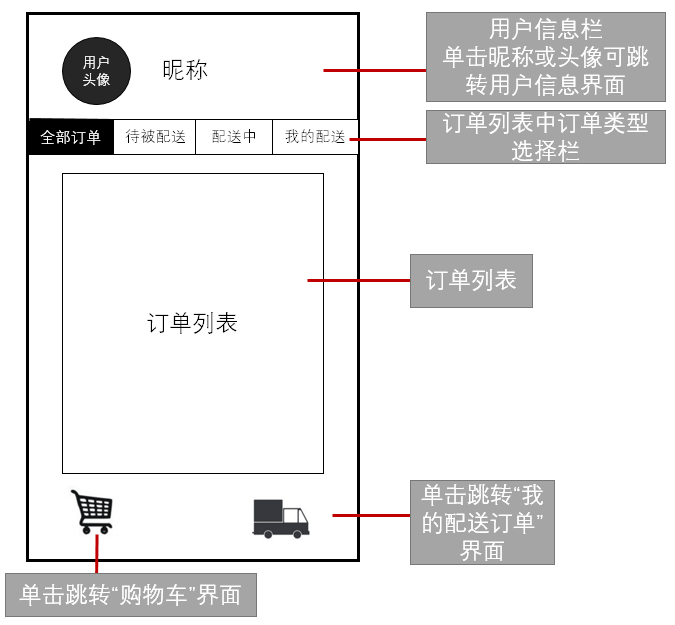 用户
头像
昵称
用户信息栏
单击昵称或头像可跳
转用户信息界面
全部订单
待被配送
配送中
我的配送
订单列表中订单类型
选择栏
订单列表
订单列表
单击跳转“我
的配送订单”
界面
单击跳转“购物车”界面